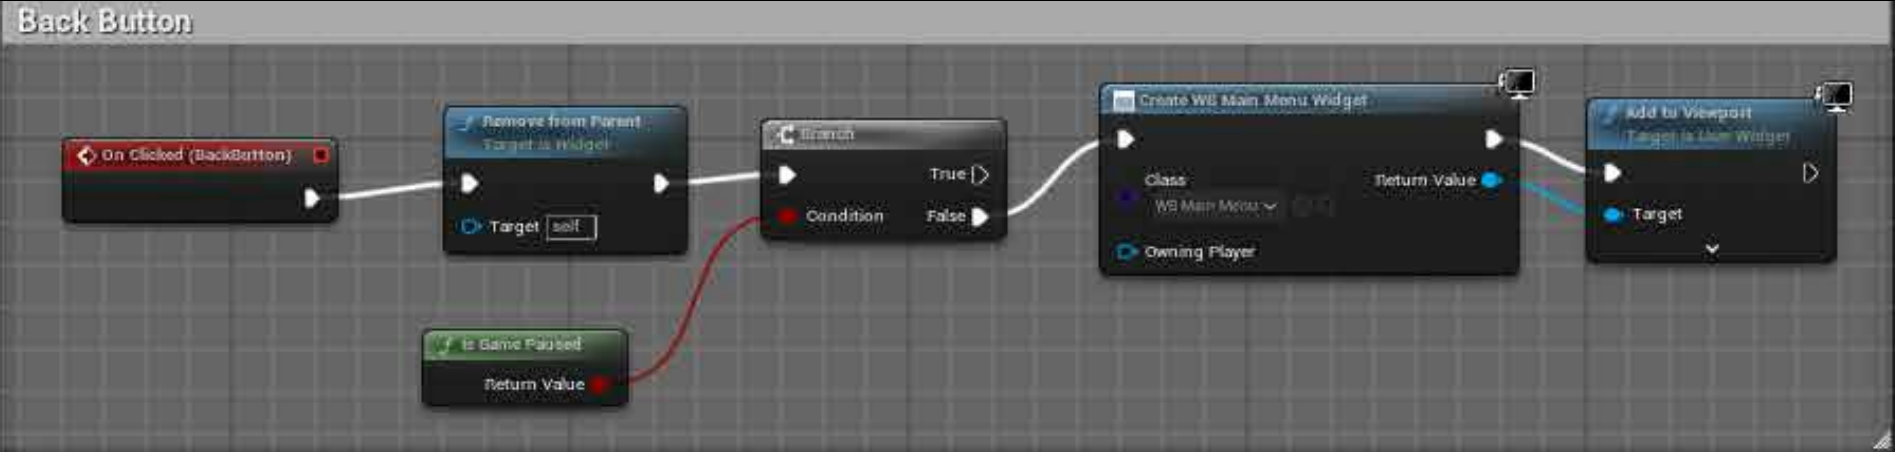 Back Button
On Clicked (BackButton)
Remove from Parent
Target is Widget
Target self
Branch
True
Condition
False
Is Game Paused
Return Value
Create WB Main Menu Widget
Class
WB Main Menu
Return Value
Owning Player
Add to Viewport
Target is User Widget
Target